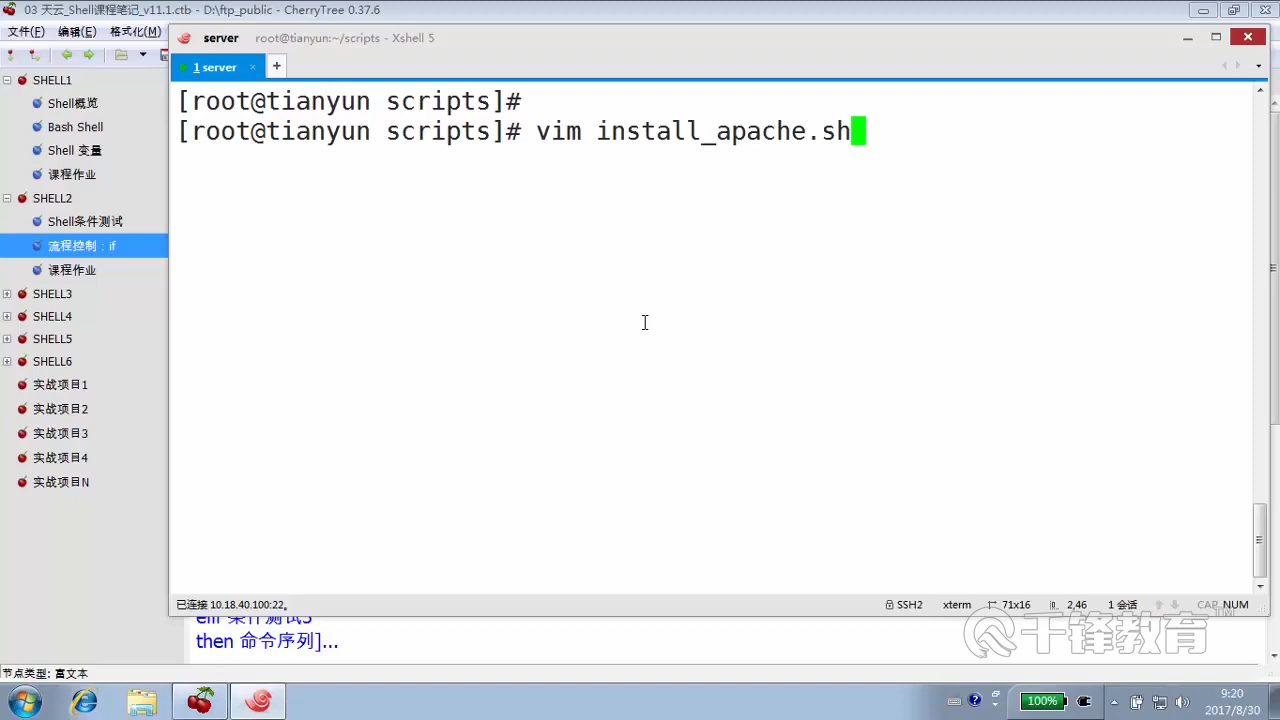 03 天云_Shell课程笔记_v11.1.ctb - D:\ftp_public - CherryTree 0.37.6
文件(F) 编辑(E) 格式化(M)
server root@tianyun:~/scripts - Xshell 5
1 server × +
SHELL1
Shell概览
Bash Shell
Shell 变量
课程作业
SHELL2
Shell条件测试
流程控制：if
课程作业
SHELL3
SHELL4
SHELL5
SHELL6
实战项目1
实战项目2
实战项目3
实战项目4
实战项目N
[root@tianyun scripts]#
[root@tianyun scripts]# vim install_apache.sh
已连接 10.18.40.100:22。 SSH2 xterm 71x16 2,46 1 会话 CAP NUM
elif 条件测试3
then 命令序列]...
千锋教育 TM
节点类型: 富文本
100%
9:20
2017/8/30